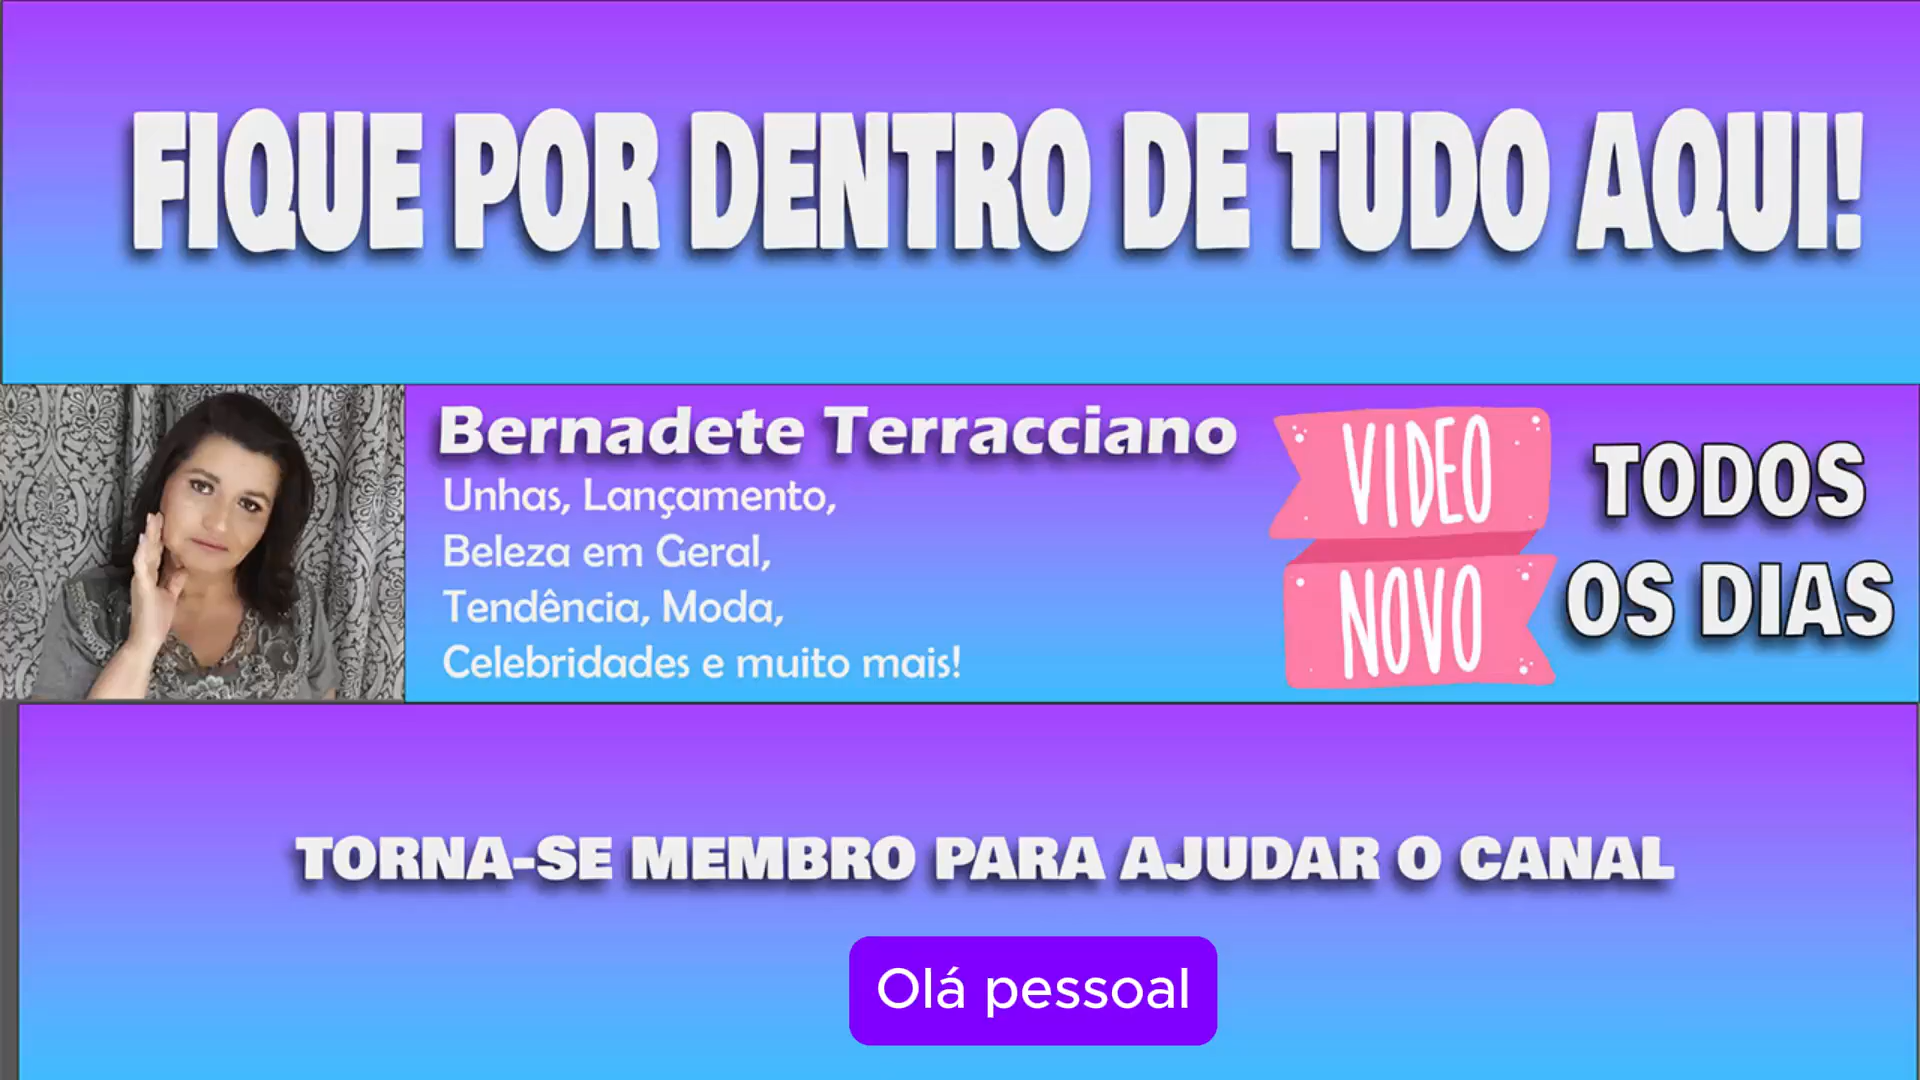 FIQUE POR DENTRO DE TUDO AQUI!
Bernadete Terracciano
Unhas, Lançamento,
Beleza em Geral,
Tendência, Moda,
Celebridades e muito mais!
VIDEO
NOVO
TODOS
OS DIAS
TORNA-SE MEMBRO PARA AJUDAR O CANAL
Olá pessoal